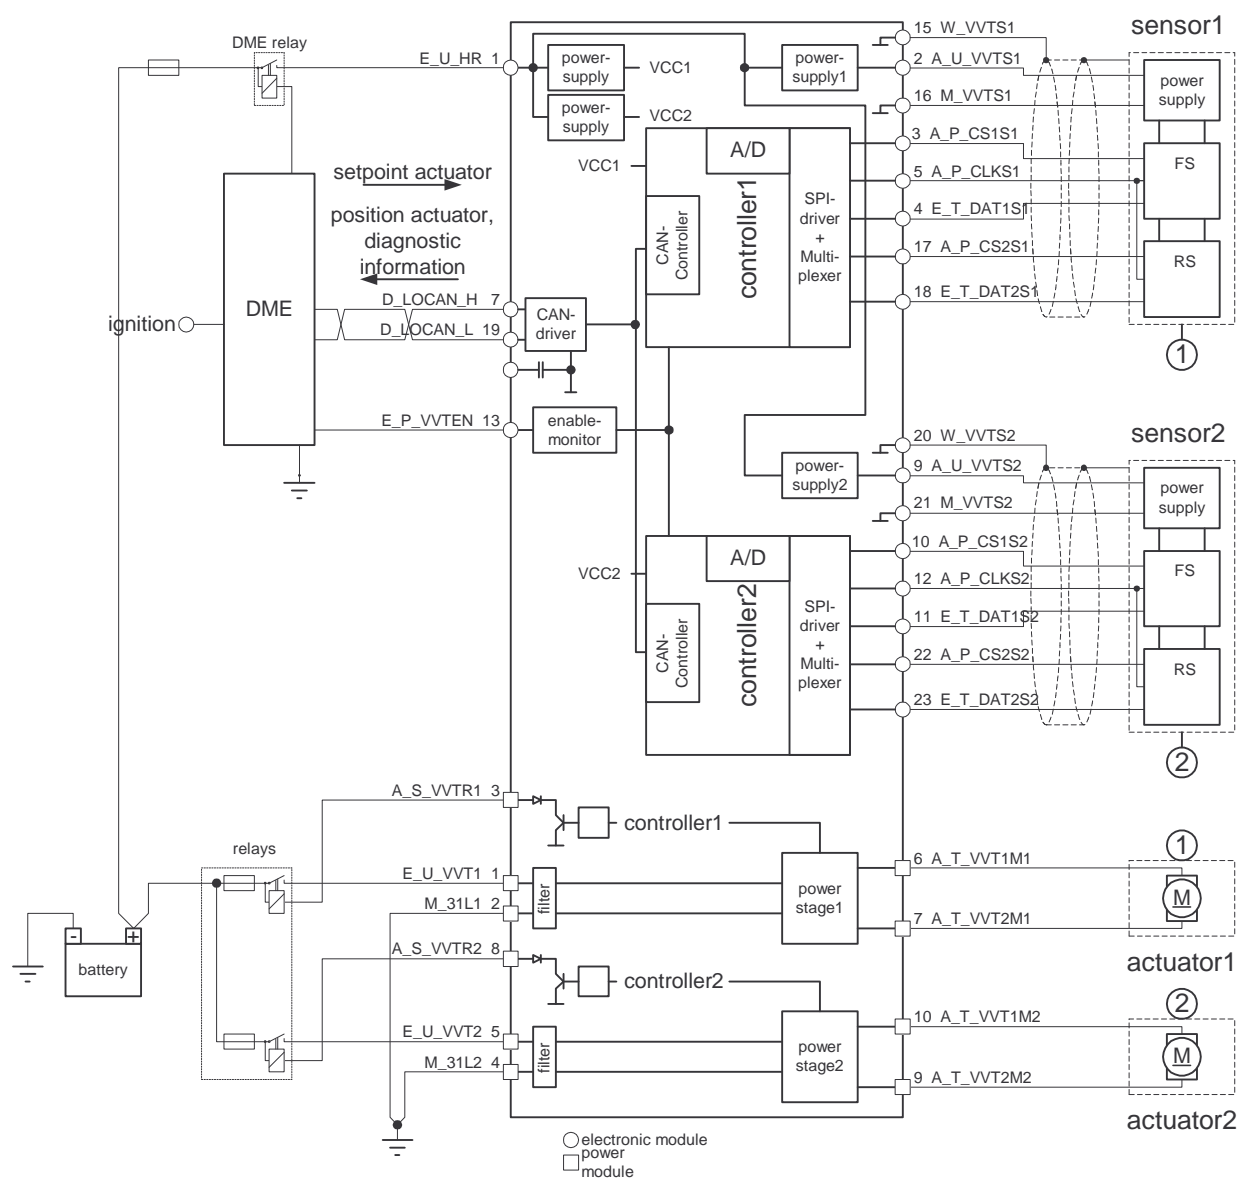 DME relay
E_U_HR 1
power-
supply
VCC1
power-
supply
VCC2
power-
supply1
15 W_VVTS1
2 A_U_VVTS1
16 M_VVTS1
3 A_P_CS1S1
5 A_P_CLKS1
4 E_T_DAT1S1
17 A_P_CS2S1
18 E_T_DAT2S1
sensor1
power
supply
FS
RS
1
VCC1
A/D
controller1
CAN-
Controller
SPI-
driver
+
Multi-
plexer
setpoint actuator
position actuator,
diagnostic
information
ignition
DME
D_LOCAN_H 7
D_LOCAN_L 19
CAN-
driver
E_P_VVTEN 13
enable-
monitor
power-
supply2
20 W_VVTS2
9 A_U_VVTS2
21 M_VVTS2
10 A_P_CS1S2
12 A_P_CLKS2
11 E_T_DAT1S2
22 A_P_CS2S2
23 E_T_DAT2S2
sensor2
power
supply
FS
RS
2
VCC2
A/D
controller2
CAN-
Controller
SPI-
driver
+
Multi-
plexer
A_S_VVTR1 3
controller1
relays
E_U_VVT1 1
M_31L1 2
filter
power
stage1
6 A_T_VVT1M1
7 A_T_VVT2M1
1
M
actuator1
- +
battery
A_S_VVTR2 8
controller2
E_U_VVT2 5
M_31L2 4
filter
power
stage2
10 A_T_VVT1M2
9 A_T_VVT2M2
2
M
actuator2
electronic module
power
module